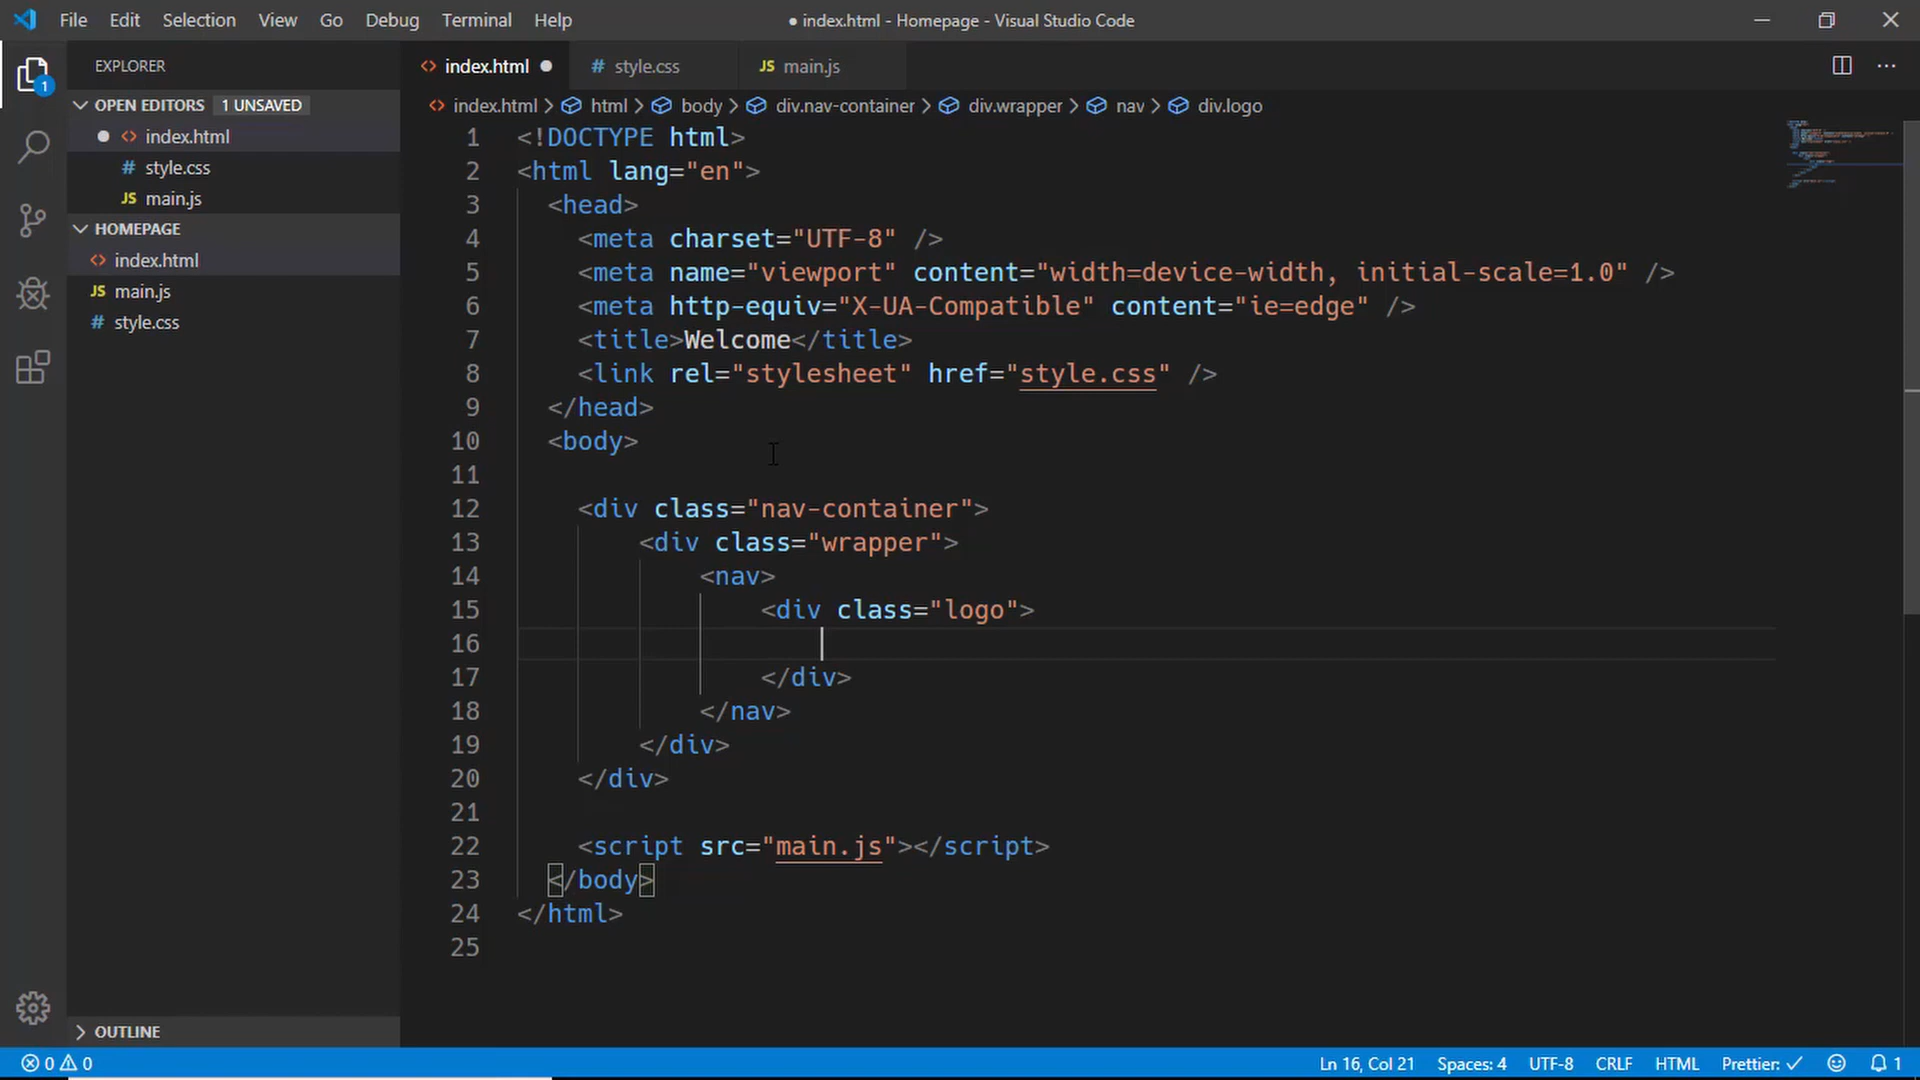 File Edit Selection View Go Debug Terminal Help
● index.html - Homepage - Visual Studio Code
EXPLORER
OPEN EDITORS 1 UNSAVED
index.html
style.css
main.js
HOMEPAGE
index.html
main.js
style.css
OUTLINE
1
index.html # style.css JS main.js
index.html > html > body > div.nav-container > div.wrapper > nav > div.logo
1 <!DOCTYPE html>
2 <html lang="en">
3 <head>
4 <meta charset="UTF-8" />
5 <meta name="viewport" content="width=device-width, initial-scale=1.0" />
6 <meta http-equiv="X-UA-Compatible" content="ie=edge" />
7 <title>Welcome</title>
8 <link rel="stylesheet" href="style.css" />
9 </head>
10 <body>
11
12 <div class="nav-container">
13 <div class="wrapper">
14 <nav>
15 <div class="logo">
16
17 </div>
18 </nav>
19 </div>
20 </div>
21
22 <script src="main.js"></script>
23 </body>
24 </html>
25
0 0 Ln 16, Col 21 Spaces: 4 UTF-8 CRLF HTML Prettier: ✓ 1